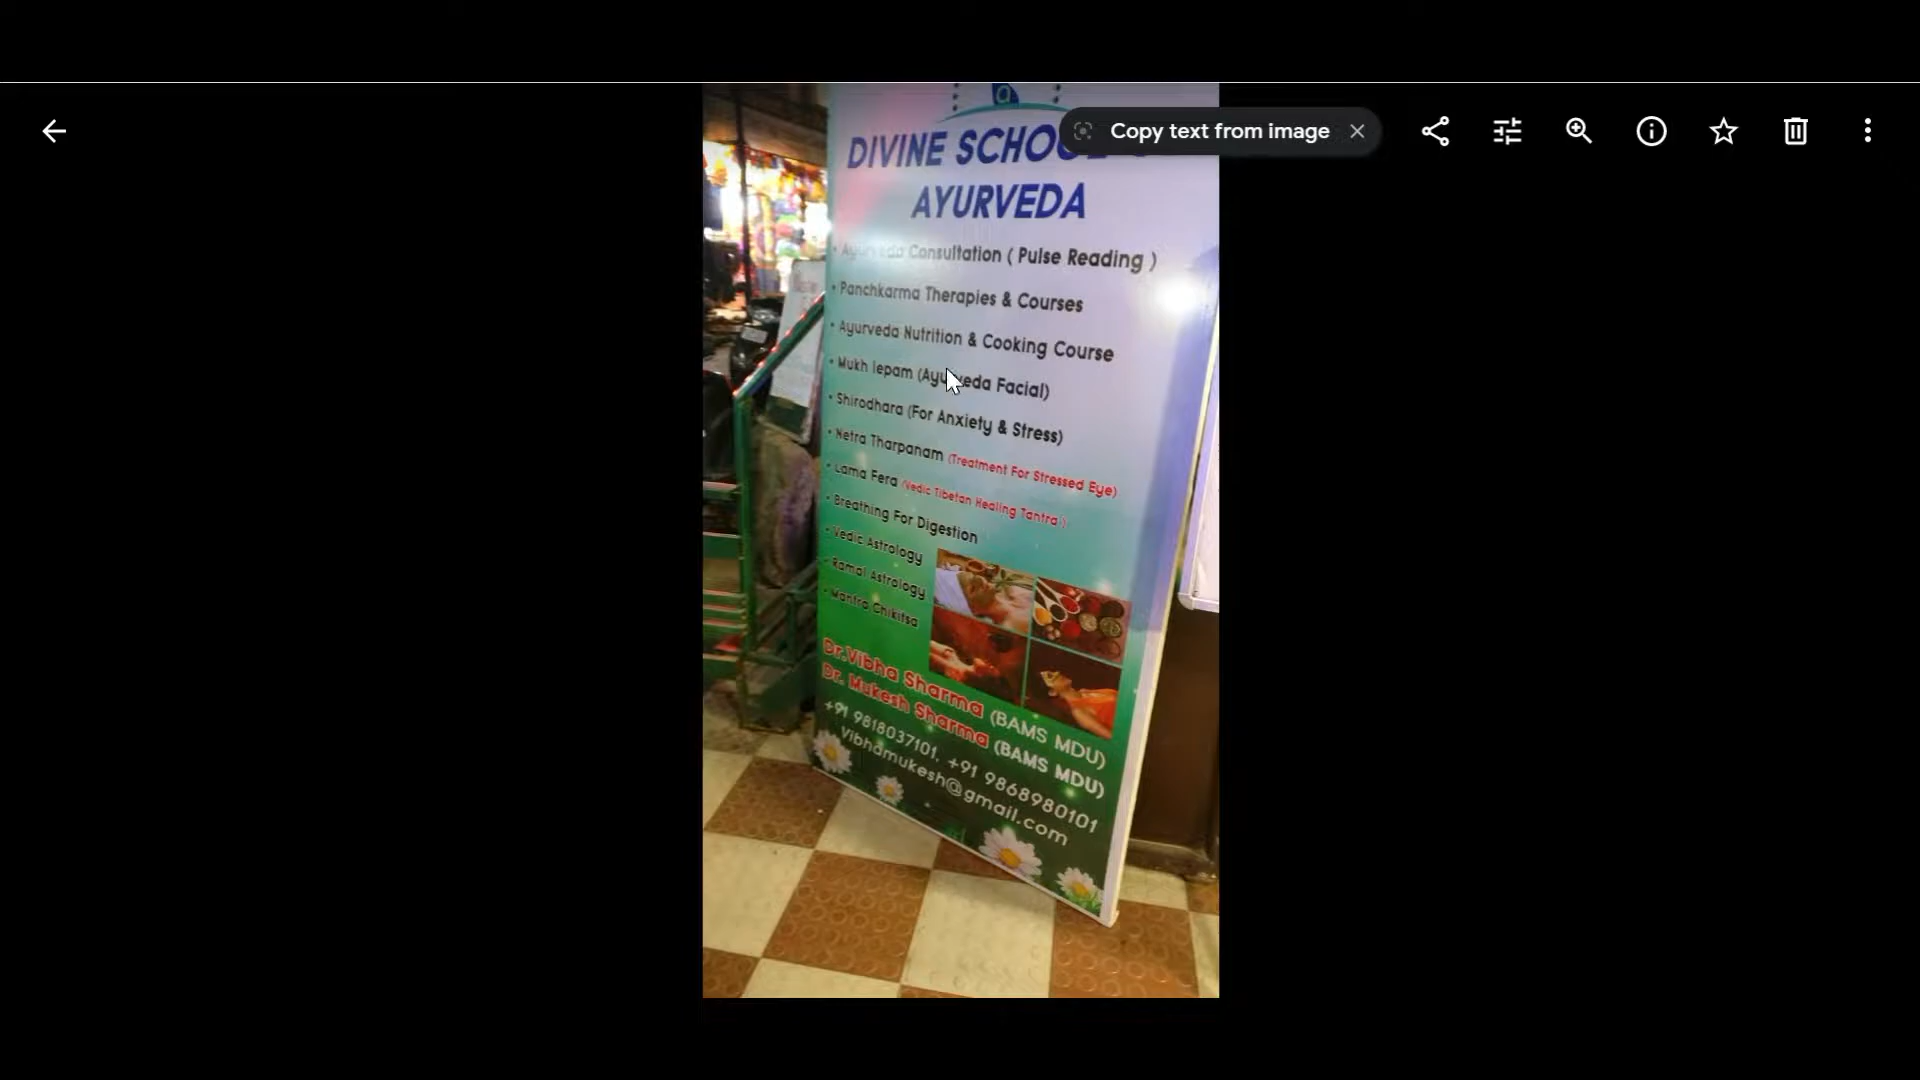 Copy text from image
a
DIVINE SCHOOL
AYURVEDA
• Ayurveda Consultation ( Pulse Reading )
• Panchkarma Therapies & Courses
• Ayurveda Nutrition & Cooking Course
• Mukh lepam (Ayurveda Facial)
• Shirodhara (For Anxiety & Stress)
• Netra Tharpanam (Treatment For Stressed Eye)
• Lama Fera (Vedic Tibetan Healing Tantra )
• Breathing For Digestion
• Vedic Astrology
• Ramal Astrology
• Mantra Chikitsa
Dr.Vibha Sharma (BAMS MDU)
Dr. Mukesh Sharma (BAMS MDU)
+91 9818037101, +91 9868980101
Vibhamukesh@gmail.com